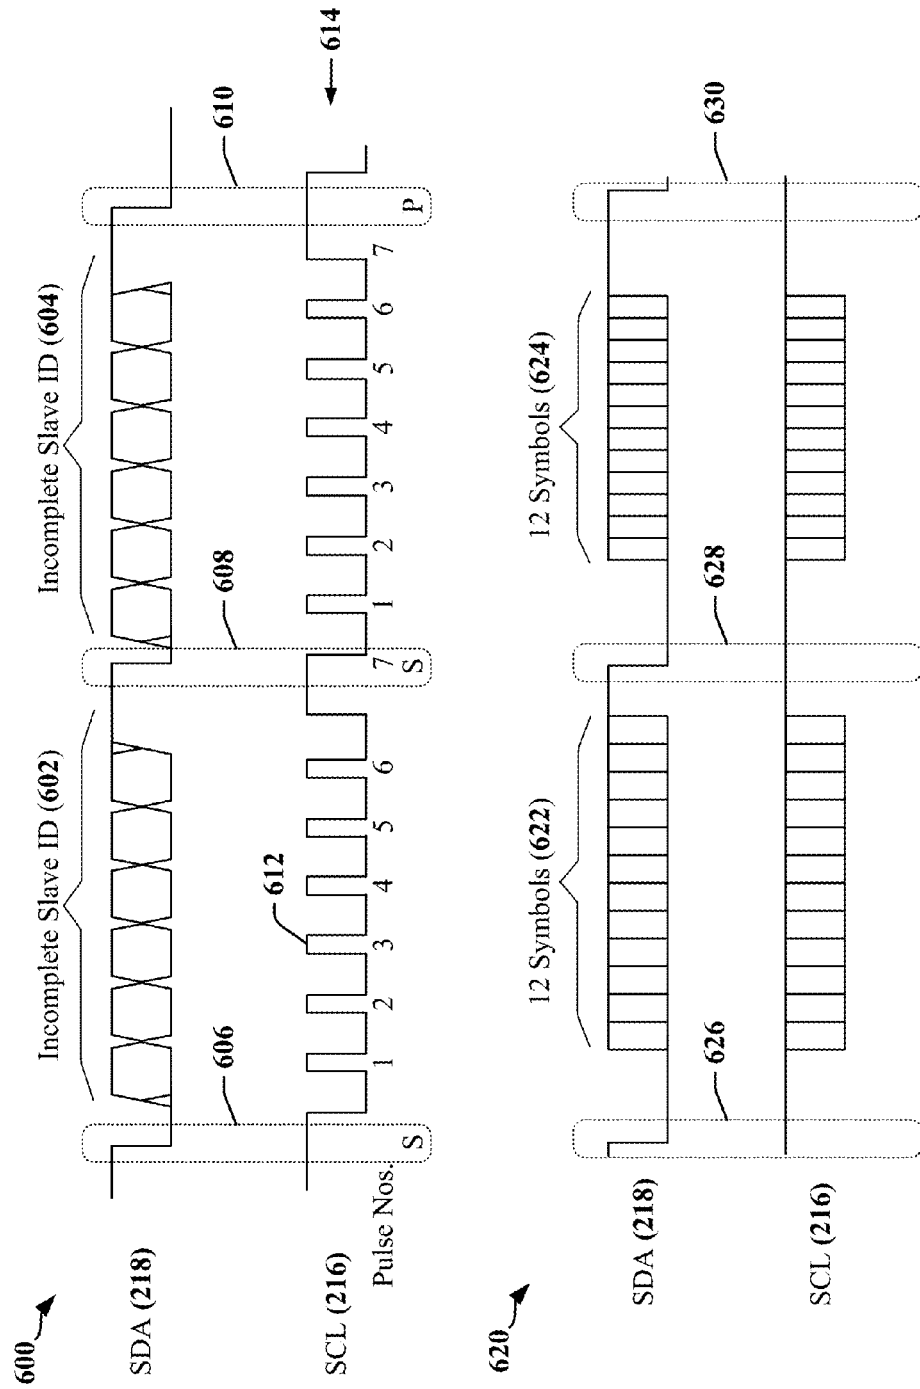 600
Incomplete Slave ID (602)
Incomplete Slave ID (604)
SDA (218)
606
608
610
612
614
SCL (216)
Pulse Nos.
S
1
2
3
4
5
6
7
S
1
2
3
4
5
6
7
P
620
12 Symbols (622)
12 Symbols (624)
SDA (218)
626
628
630
SCL (216)